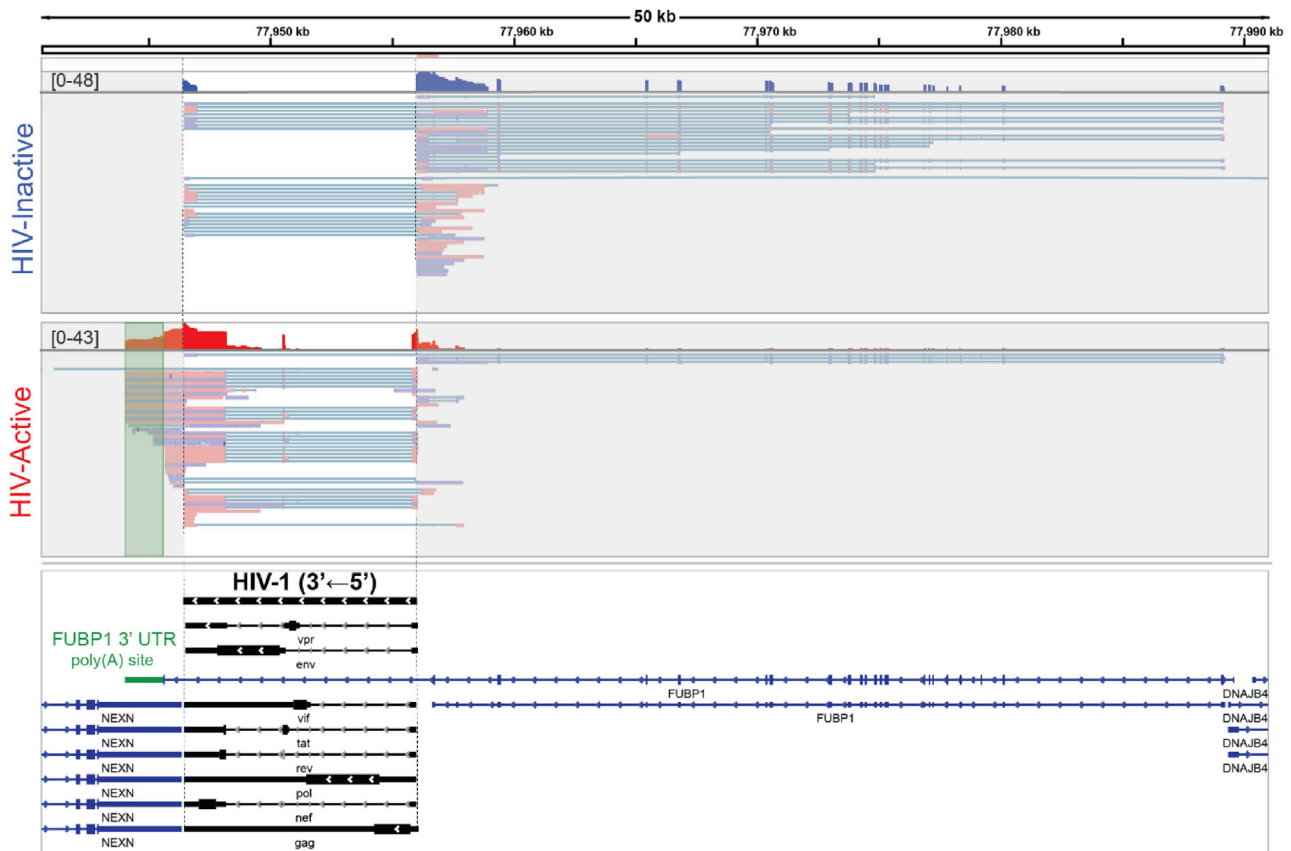 50 kb
77,950 kb 77,960 kb 77,970 kb 77,980 kb 77,990 kb
[0-48]
HIV-Inactive
[0-43]
HIV-Active
HIV-1 (3'←5')
vpr
FUBP1 3' UTR
poly(A) site
env
FUBP1 DNAJB4
NEXN vif FUBP1 DNAJB4
NEXN tat DNAJB4
NEXN rev DNAJB4
NEXN pol
NEXN nef
NEXN gag